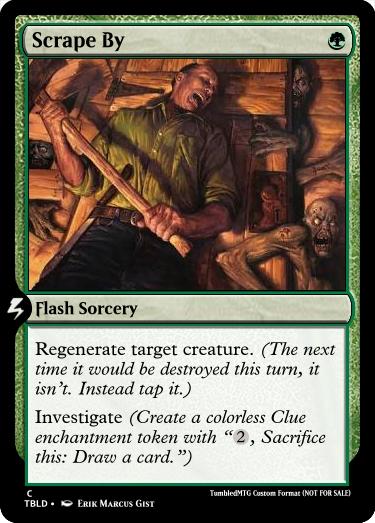 Scrape By
Flash Sorcery
Regenerate target creature. (The next
time it would be destroyed this turn, it
isn't. Instead tap it.)
Investigate (Create a colorless Clue
enchantment token with “2, Sacrifice
this: Draw a card.”)
C
TBLD • Erik Marcus Gist
TumbledMTG Custom Format (NOT FOR SALE)